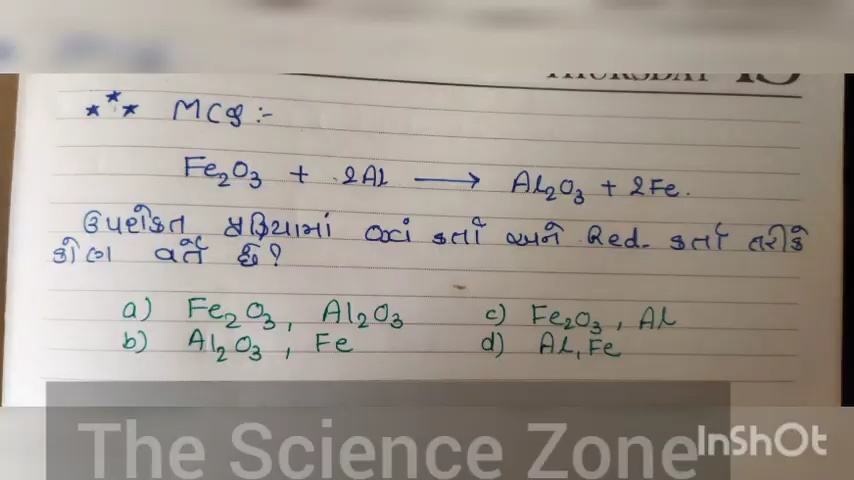 THURSDAY 13
*** MCQ :-
Fe₂O₃ + 2Al ⟶ Al₂O₃ + 2Fe.
ઉપરોક્ત પ્રક્રિયામાં Oxi કર્તા અને Red. કર્તા તરીકે
કોણ વર્તે છે?
a) Fe₂O₃, Al₂O₃ c) Fe₂O₃, Al
b) Al₂O₃, Fe d) Al, Fe
The Science Zone
InShOt